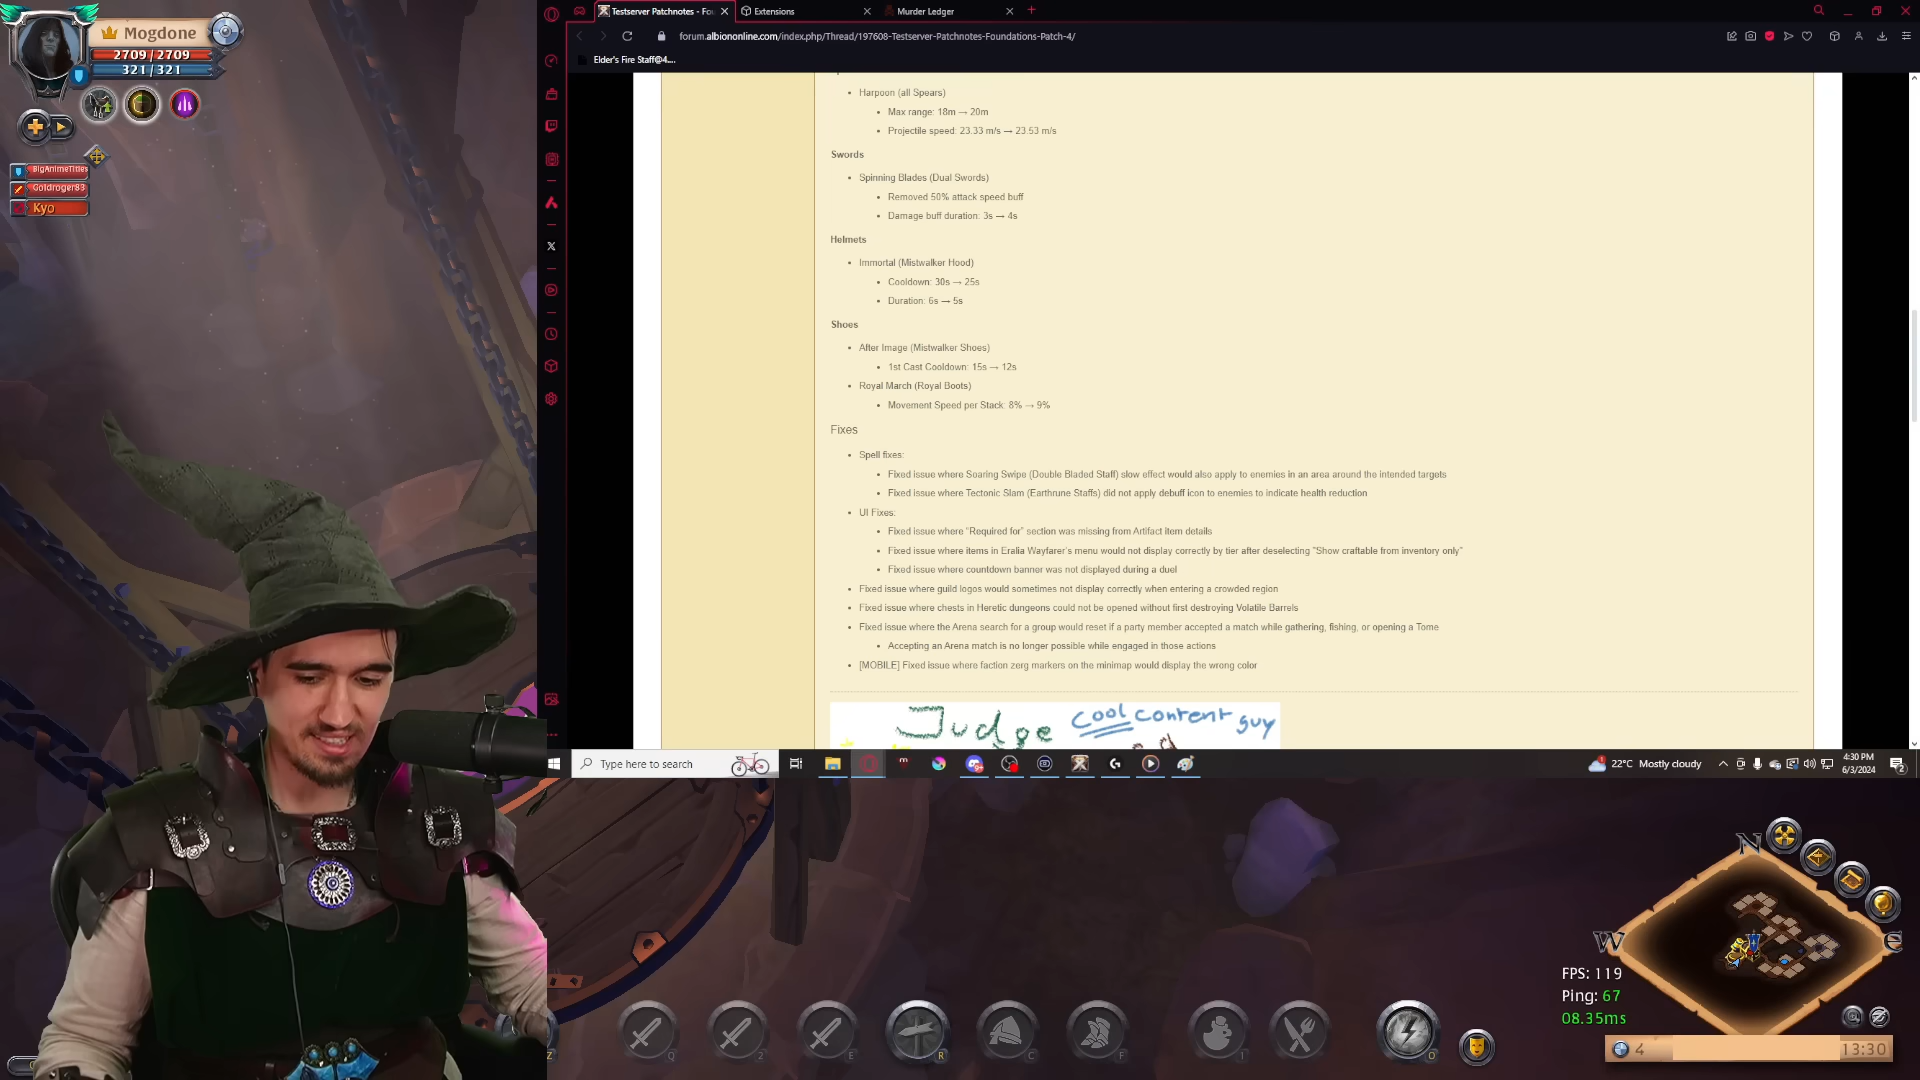 Mogdone
2709/2709
321/321
BigAnimeTitles
Goldroger83
Kyo
Testserver Patchnotes - Fou
Extensions
Murder Ledger
forum.albiononline.com/index.php/Thread/197608-Testserver-Patchnotes-Foundations-Patch-4/
Elder's Fire Staff@4....
Harpoon (all Spears)
Max range: 18m → 20m
Projectile speed: 23.33 m/s → 23.53 m/s
Swords
Spinning Blades (Dual Swords)
Removed 50% attack speed buff
Damage buff duration: 3s → 4s
Helmets
Immortal (Mistwalker Hood)
Cooldown: 30s → 25s
Duration: 6s → 5s
Shoes
After Image (Mistwalker Shoes)
1st Cast Cooldown: 15s → 12s
Royal March (Royal Boots)
Movement Speed per Stack: 8% → 9%
Fixes
Spell fixes:
Fixed issue where Soaring Swipe (Double Bladed Staff) slow effect would also apply to enemies in an area around the intended targets
Fixed issue where Tectonic Slam (Earthrune Staffs) did not apply debuff icon to enemies to indicate health reduction
UI Fixes:
Fixed issue where "Required for" section was missing from Artifact item details
Fixed issue where items in Eralia Wayfarer's menu would not display correctly by tier after deselecting "Show craftable from inventory only"
Fixed issue where countdown banner was not displayed during a duel
Fixed issue where guild logos would sometimes not display correctly when entering a crowded region
Fixed issue where chests in Heretic dungeons could not be opened without first destroying Volatile Barrels
Fixed issue where the Arena search for a group would reset if a party member accepted a match while gathering, fishing, or opening a Tome
Accepting an Arena match is no longer possible while engaged in those actions
[MOBILE] Fixed issue where faction zerg markers on the minimap would display the wrong color
Judge cool content guy
Type here to search
22°C Mostly cloudy
4:30 PM
6/3/2024
2
N
W
E
FPS: 119
Ping: 67
08.35ms
4
13:30
Z
Q
2
E
R
C
F
I
O